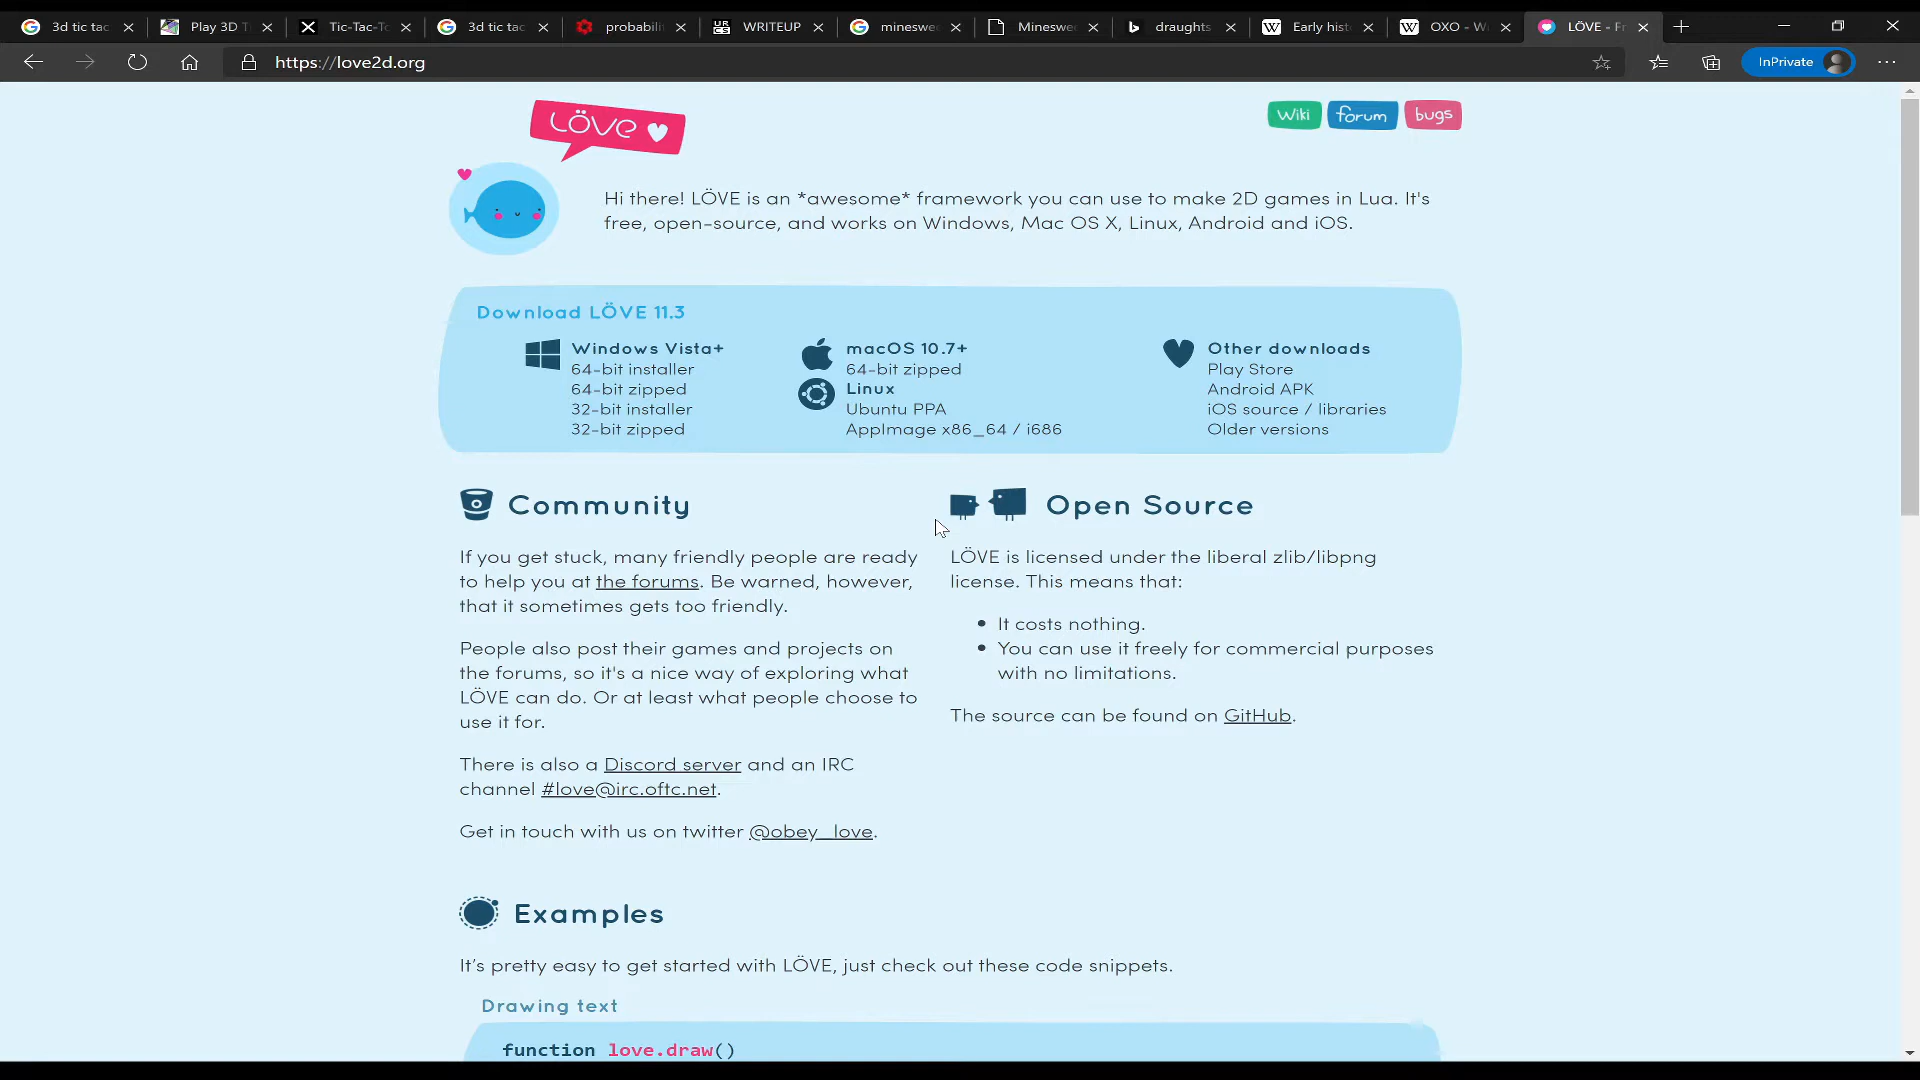 3d tic tac
Play 3D T
Tic-Tac-To
3d tic tac
probabili
WRITEUP
mineswe
Mineswe
draughts
Early hist
OXO - W
LÖVE - Fr
https://love2d.org
InPrivate
LÖVE
Wiki
forum
bugs
Hi there! LÖVE is an *awesome* framework you can use to make 2D games in Lua. It's
free, open-source, and works on Windows, Mac OS X, Linux, Android and iOS.
Download LÖVE 11.3
Windows Vista+
64-bit installer
64-bit zipped
32-bit installer
32-bit zipped
macOS 10.7+
64-bit zipped
Linux
Ubuntu PPA
AppImage x86_64 / i686
Other downloads
Play Store
Android APK
iOS source / libraries
Older versions
Community
If you get stuck, many friendly people are ready
to help you at the forums. Be warned, however,
that it sometimes gets too friendly.
People also post their games and projects on
the forums, so it's a nice way of exploring what
LÖVE can do. Or at least what people choose to
use it for.
There is also a Discord server and an IRC
channel #love@irc.oftc.net.
Get in touch with us on twitter @obey_love.
Open Source
LÖVE is licensed under the liberal zlib/libpng
license. This means that:
• It costs nothing.
• You can use it freely for commercial purposes
with no limitations.
The source can be found on GitHub.
Examples
It's pretty easy to get started with LÖVE, just check out these code snippets.
Drawing text
function love.draw()